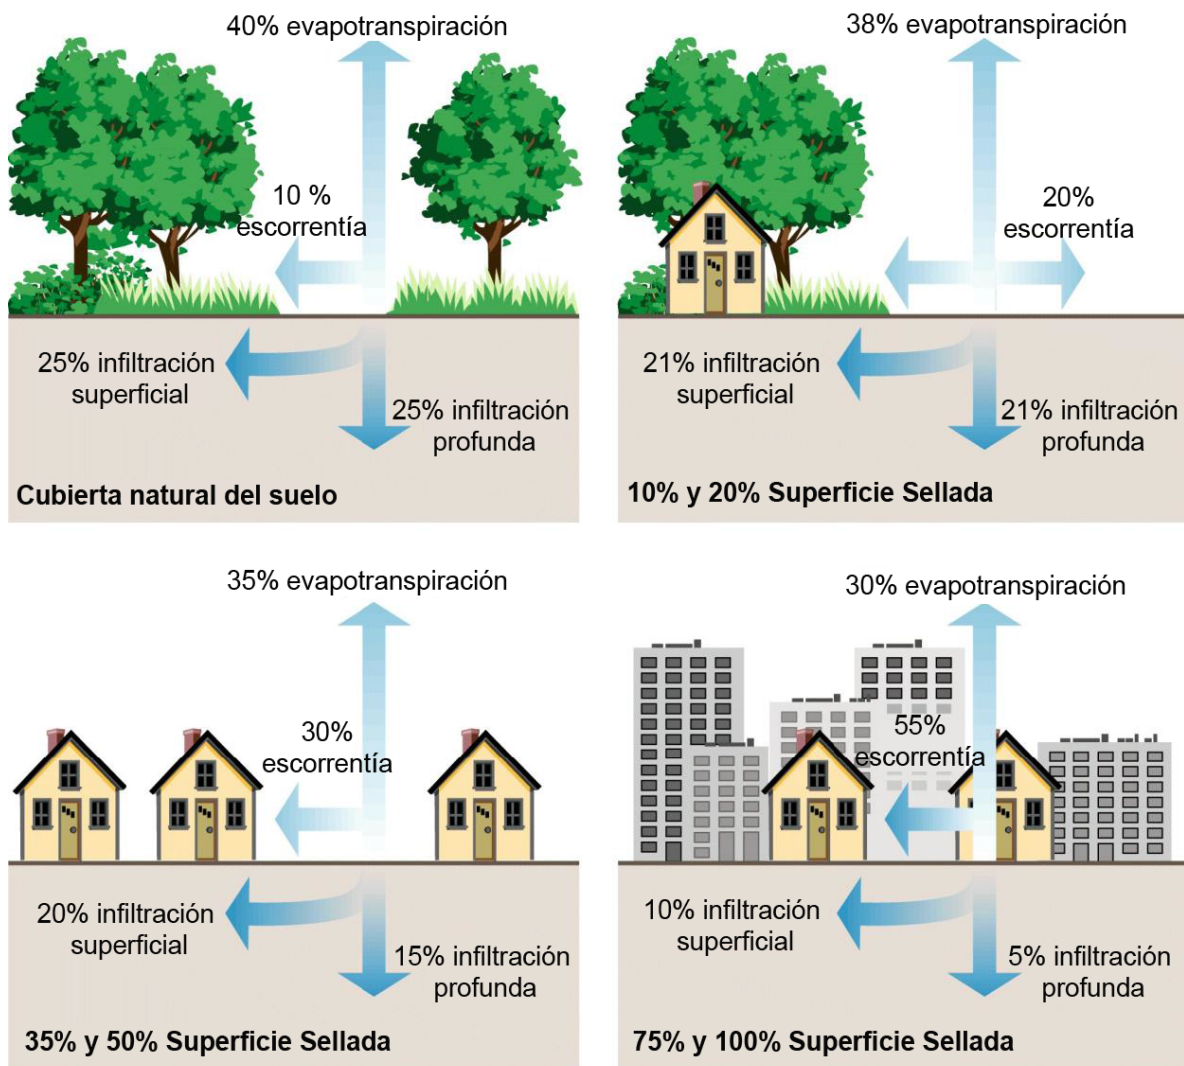 40% evapotranspiración
10 %
escorrentía
25% infiltración
superficial
25% infiltración
profunda
Cubierta natural del suelo
38% evapotranspiración
20%
escorrentía
21% infiltración
superficial
21% infiltración
profunda
10% y 20% Superficie Sellada
35% evapotranspiración
30%
escorrentía
20% infiltración
superficial
15% infiltración
profunda
35% y 50% Superficie Sellada
30% evapotranspiración
55%
escorrentía
10% infiltración
superficial
5% infiltración
profunda
75% y 100% Superficie Sellada